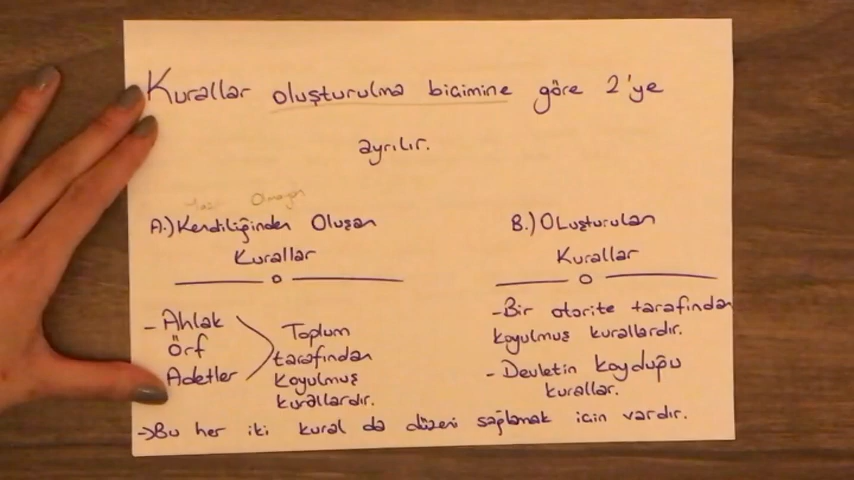 Kurallar oluşturulma biçimine göre 2'ye
ayrılır.
A.) Kendiliğinden Oluşan
Kurallar
- Ahlak
örf
Adetler
Toplum
tarafından
koyulmuş
kurallardır.
B.) Oluşturulan
Kurallar
- Bir otorite tarafından
koyulmuş kurallardır.
- Devletin koyduğu
kurallar.
→ Bu her iki kural da düzeni sağlamak için vardır.